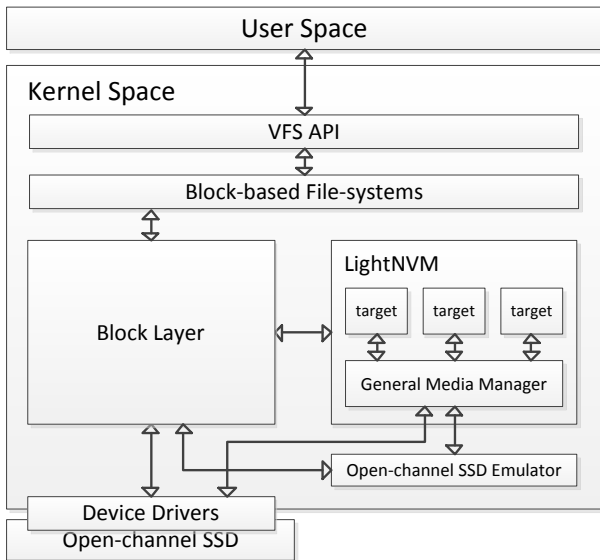 User Space
Kernel Space
VFS API
Block-based File-systems
Block Layer
LightNVM
target target target
General Media Manager
Open-channel SSD Emulator
Device Drivers
Open-channel SSD